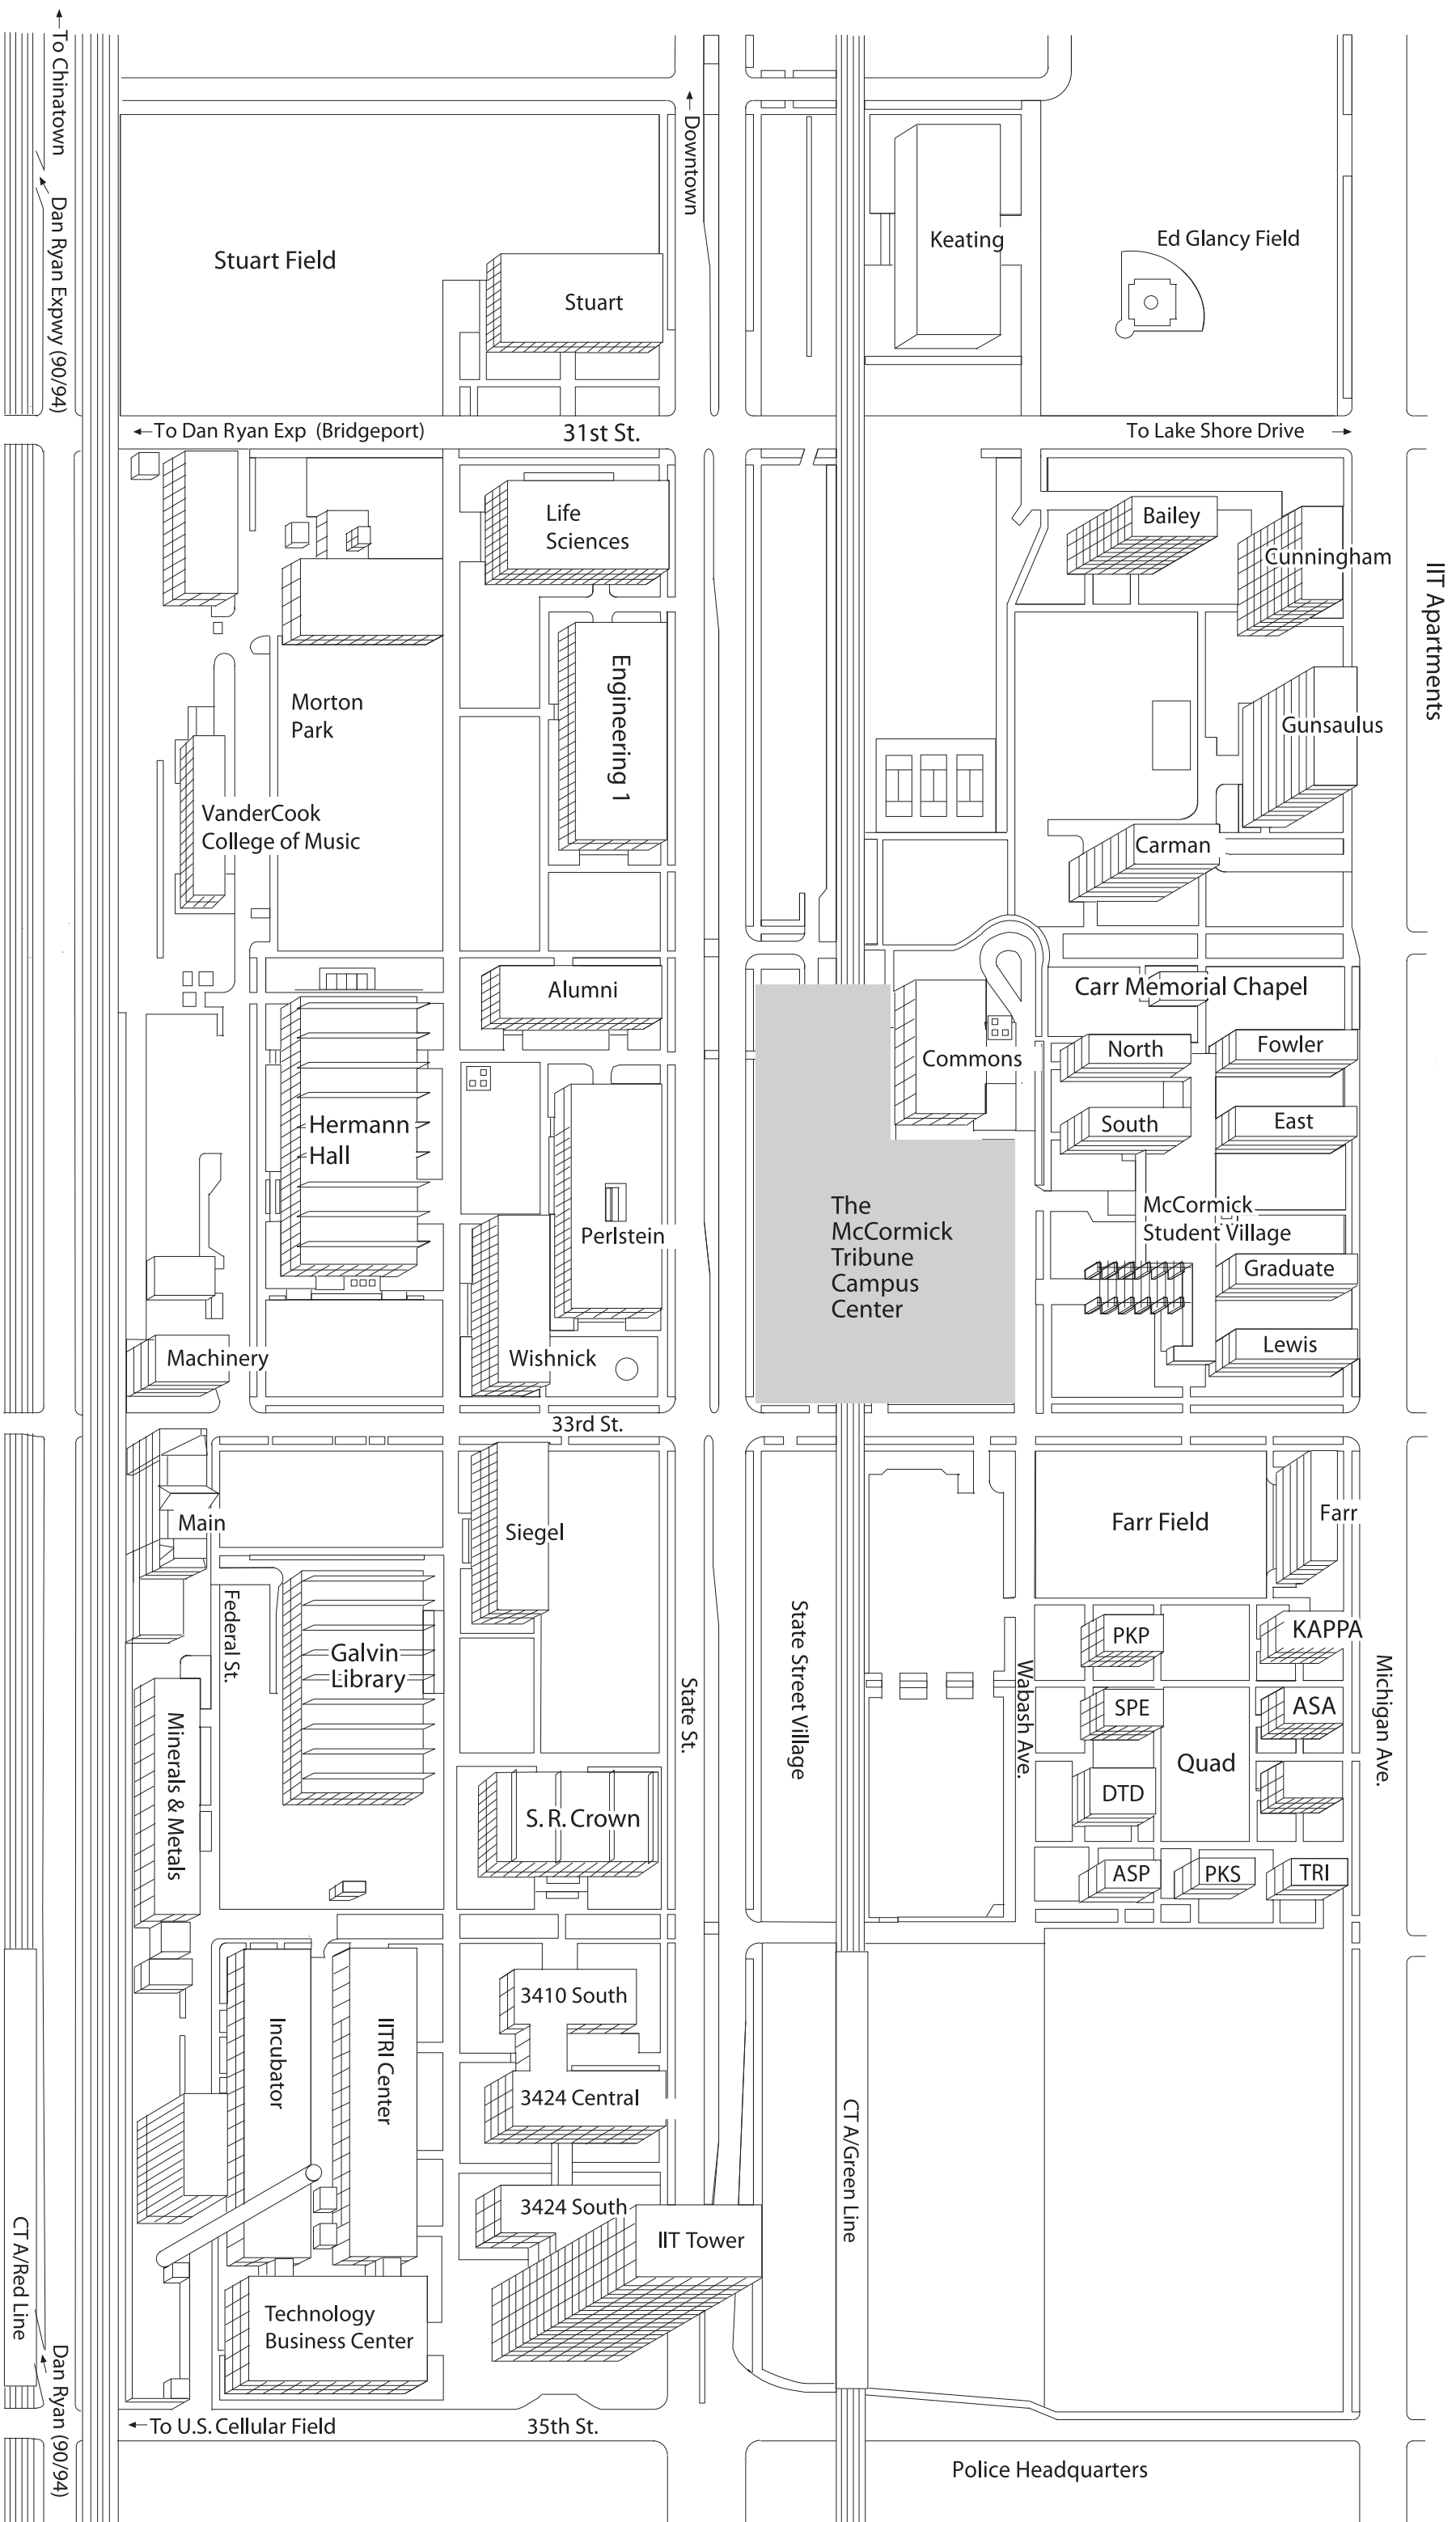 To Chinatown
Dan Ryan Expwy (90/94)
Downtown
Stuart Field
Stuart
Keating
Ed Glancy Field
To Dan Ryan Exp (Bridgeport)
31st St.
To Lake Shore Drive
Life
Sciences
Bailey
Cunningham
IIT Apartments
Engineering 1
Morton
Park
Gunsaulus
VanderCook
College of Music
Carman
Alumni
Carr Memorial Chapel
Commons
North
Fowler
Hermann
Hall
South
East
Perlstein
The
McCormick
Tribune
Campus
Center
McCormick
Student Village
Graduate
Machinery
Wishnick
Lewis
33rd St.
Main
Siegel
Farr Field
Farr
Federal St.
Galvin
Library
State St.
State Street Village
Wabash Ave.
PKP
KAPPA
Michigan Ave.
SPE
ASA
Minerals & Metals
Quad
DTD
S. R. Crown
ASP
PKS
TRI
Incubator
IITRI Center
3410 South
3424 Central
CTA/Green Line
3424 South
IIT Tower
CTA/Red Line
Technology
Business Center
Dan Ryan (90/94)
To U.S. Cellular Field
35th St.
Police Headquarters